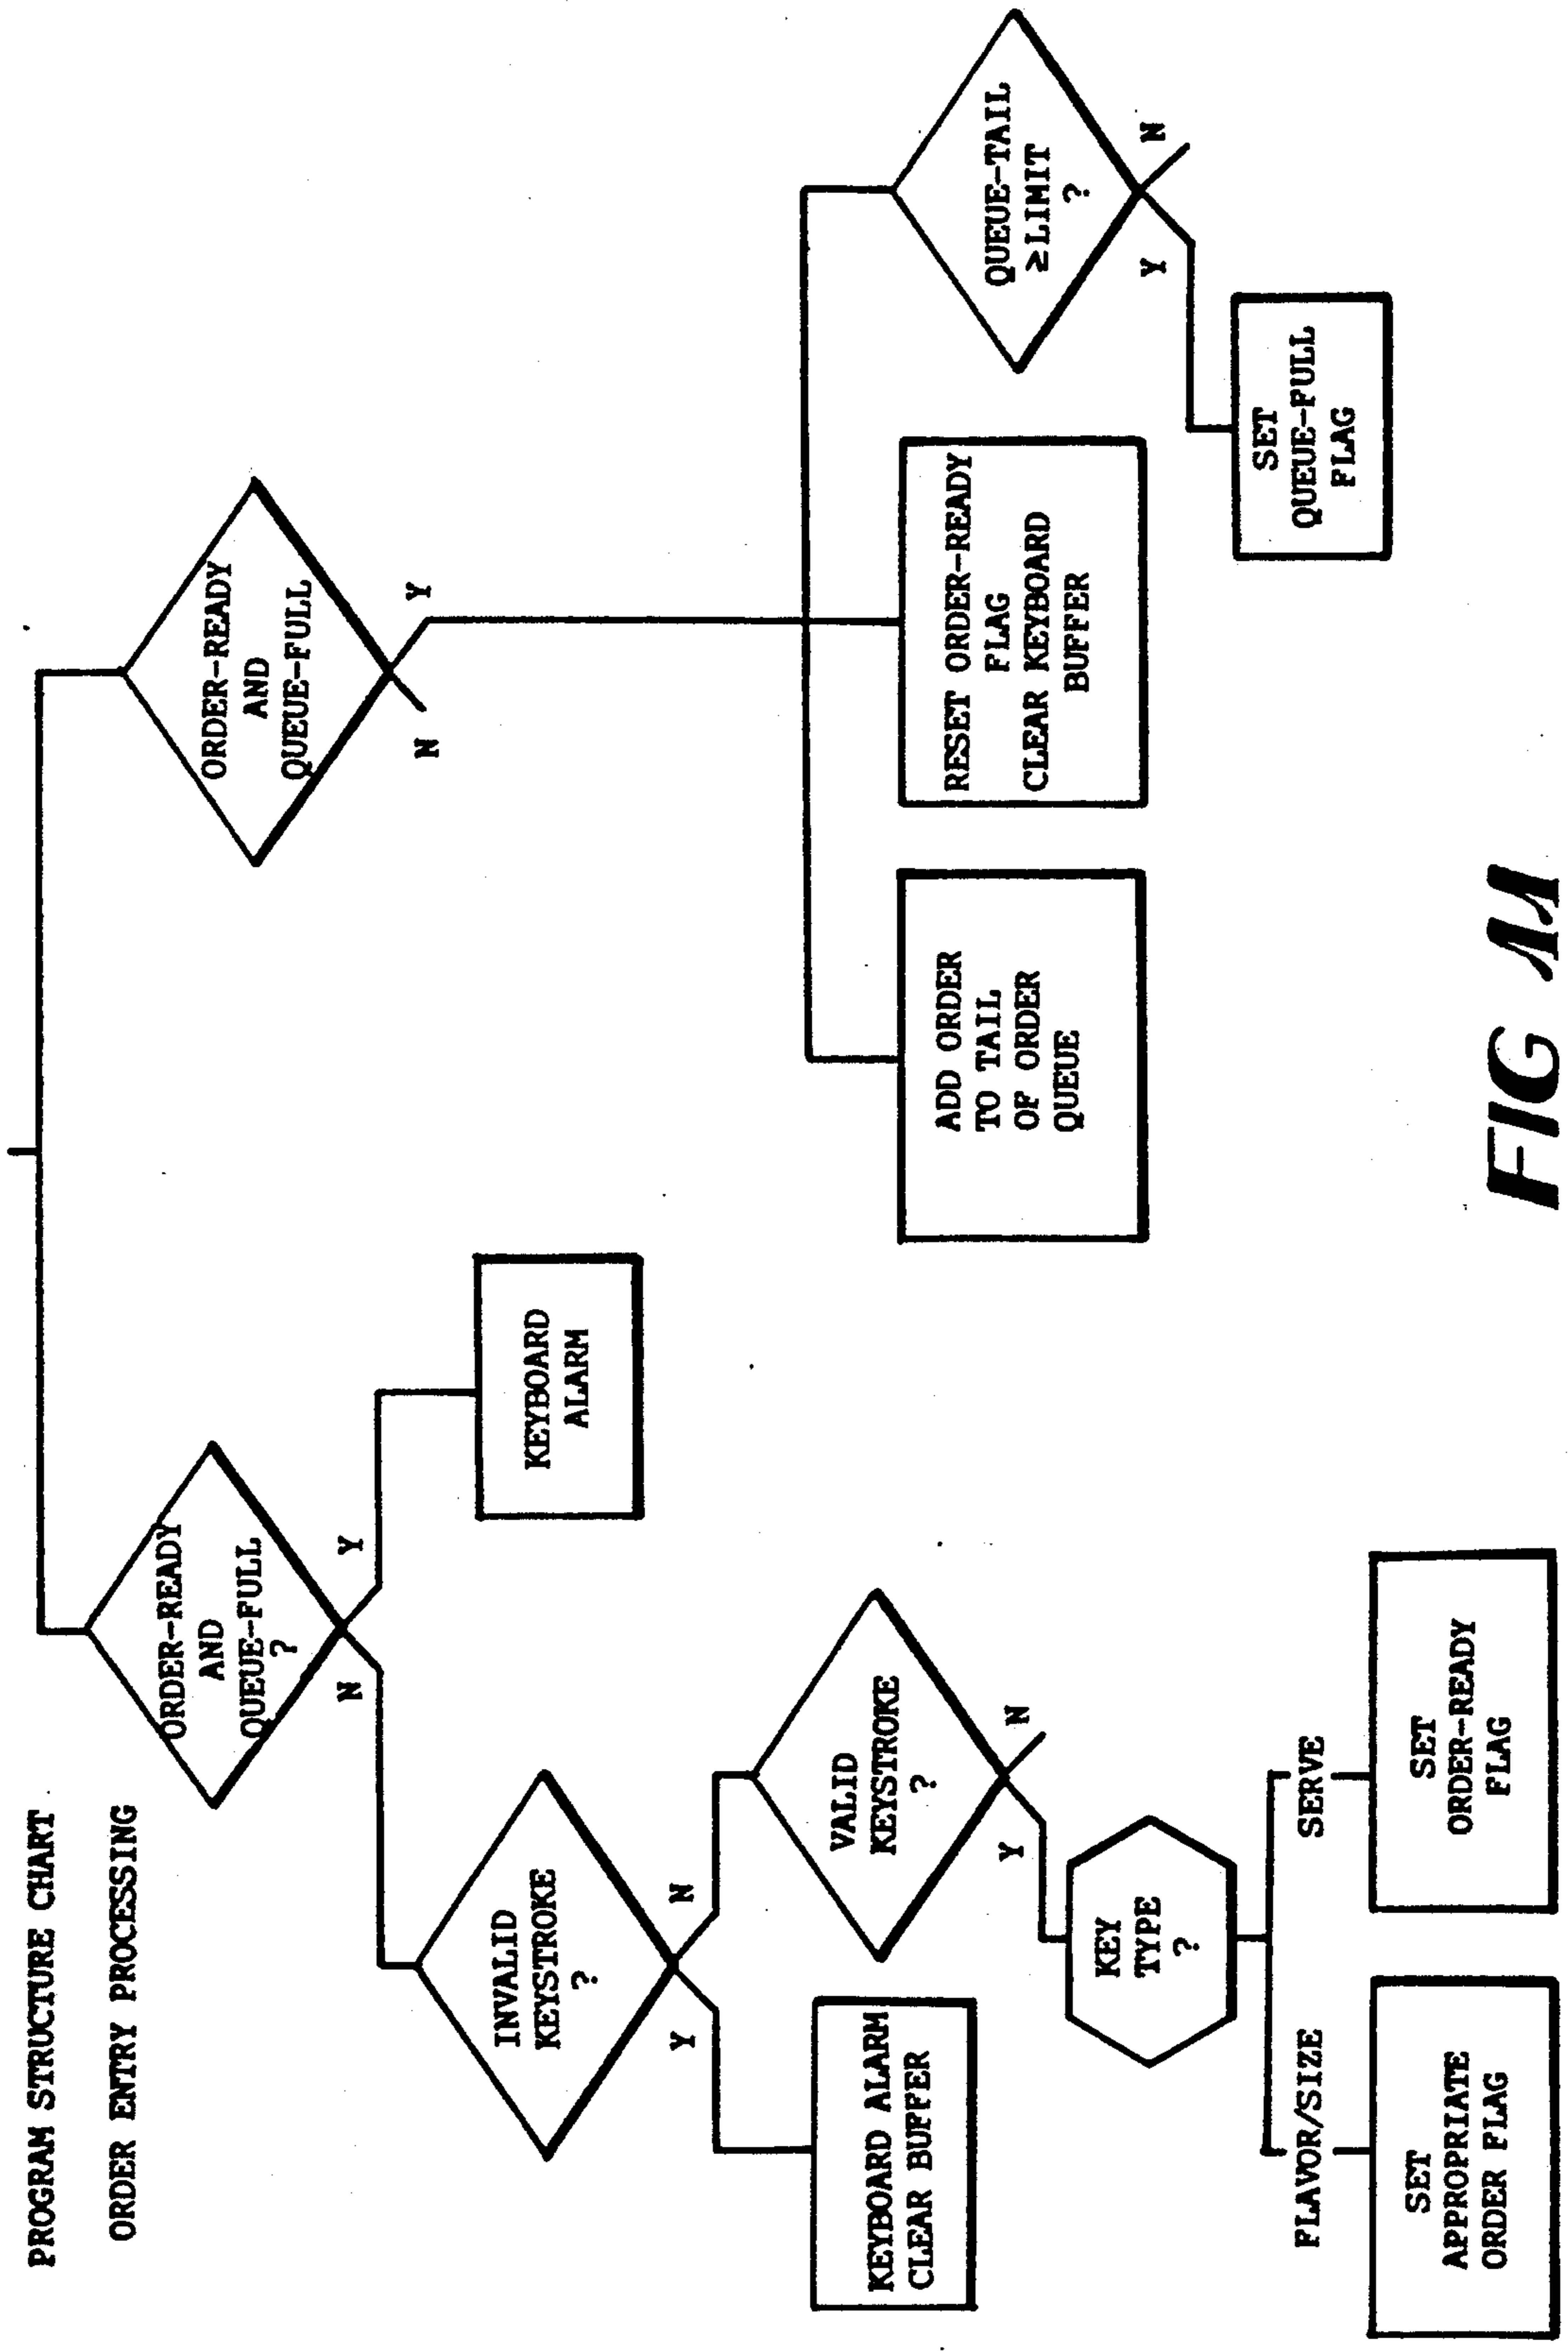 PROGRAM STRUCTURE CHART
ORDER ENTRY PROCESSING
ORDER-READY
AND
QUEUE-FULL
?
N
Y
KEYBOARD
ALARM
INVALID
KEYSTROKE
?
Y
N
KEYBOARD ALARM
CLEAR BUFFER
VALID
KEYSTROKE
?
Y
N
KEY
TYPE
?
FLAVOR/SIZE
SERVE
SET
APPROPRIATE
ORDER FLAG
SET
ORDER-READY
FLAG
ORDER-READY
AND
QUEUE-FULL
N
Y
ADD ORDER
TO TAIL
OF ORDER
QUEUE
RESET ORDER-READY
FLAG
CLEAR KEYBOARD
BUFFER
QUEUE-TAIL
≥LIMIT
?
Y
N
SET
QUEUE-FULL
FLAG